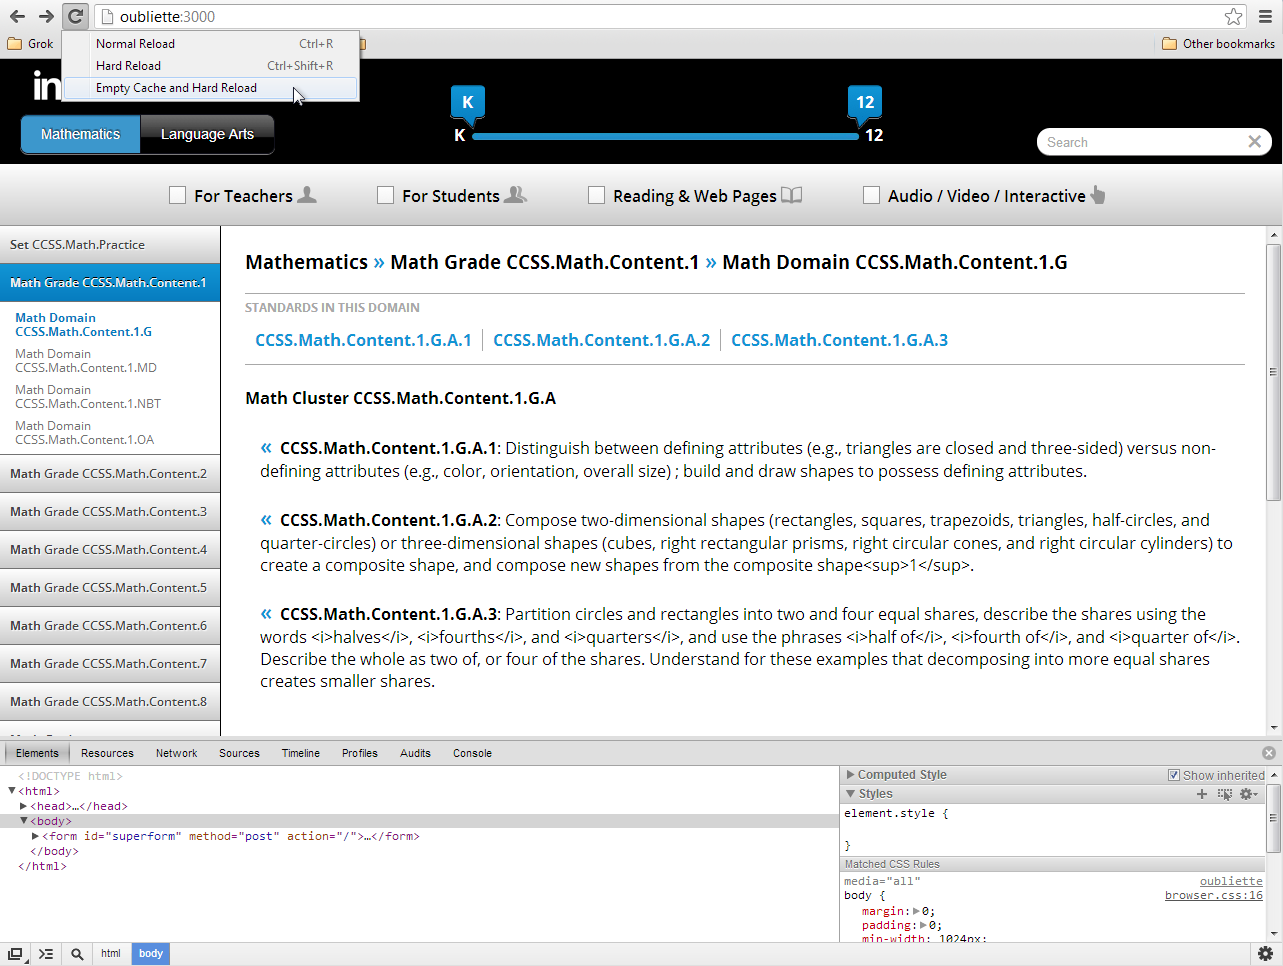 oubliette:3000
Grok
Other bookmarks
Normal Reload Ctrl+R
Hard Reload Ctrl+Shift+R
Empty Cache and Hard Reload
in
K
12
K
12
Mathematics
Language Arts
Search
For Teachers
For Students
Reading & Web Pages
Audio / Video / Interactive
Set CCSS.Math.Practice
Math Grade CCSS.Math.Content.1
Math Domain
CCSS.Math.Content.1.G
Math Domain
CCSS.Math.Content.1.MD
Math Domain
CCSS.Math.Content.1.NBT
Math Domain
CCSS.Math.Content.1.OA
Math Grade CCSS.Math.Content.2
Math Grade CCSS.Math.Content.3
Math Grade CCSS.Math.Content.4
Math Grade CCSS.Math.Content.5
Math Grade CCSS.Math.Content.6
Math Grade CCSS.Math.Content.7
Math Grade CCSS.Math.Content.8
Mathematics » Math Grade CCSS.Math.Content.1 » Math Domain CCSS.Math.Content.1.G
STANDARDS IN THIS DOMAIN
CCSS.Math.Content.1.G.A.1 CCSS.Math.Content.1.G.A.2 CCSS.Math.Content.1.G.A.3
Math Cluster CCSS.Math.Content.1.G.A
« CCSS.Math.Content.1.G.A.1: Distinguish between defining attributes (e.g., triangles are closed and three-sided) versus non-
defining attributes (e.g., color, orientation, overall size) ; build and draw shapes to possess defining attributes.
« CCSS.Math.Content.1.G.A.2: Compose two-dimensional shapes (rectangles, squares, trapezoids, triangles, half-circles, and
quarter-circles) or three-dimensional shapes (cubes, right rectangular prisms, right circular cones, and right circular cylinders) to
create a composite shape, and compose new shapes from the composite shape<sup>1</sup>.
« CCSS.Math.Content.1.G.A.3: Partition circles and rectangles into two and four equal shares, describe the shares using the
words <i>halves</i>, <i>fourths</i>, and <i>quarters</i>, and use the phrases <i>half of</i>, <i>fourth of</i>, and <i>quarter of</i>.
Describe the whole as two of, or four of the shares. Understand for these examples that decomposing into more equal shares
creates smaller shares.
Elements Resources Network Sources Timeline Profiles Audits Console
<!DOCTYPE html>
<html>
<head>…</head>
<body>
<form id="superform" method="post" action="/">…</form>
</body>
</html>
Computed Style Show inherited
Styles
element.style {
}
Matched CSS Rules
media="all" oubliette
body { browser.css:16
margin: 0;
padding: 0;
min-width: 1024px;
html body